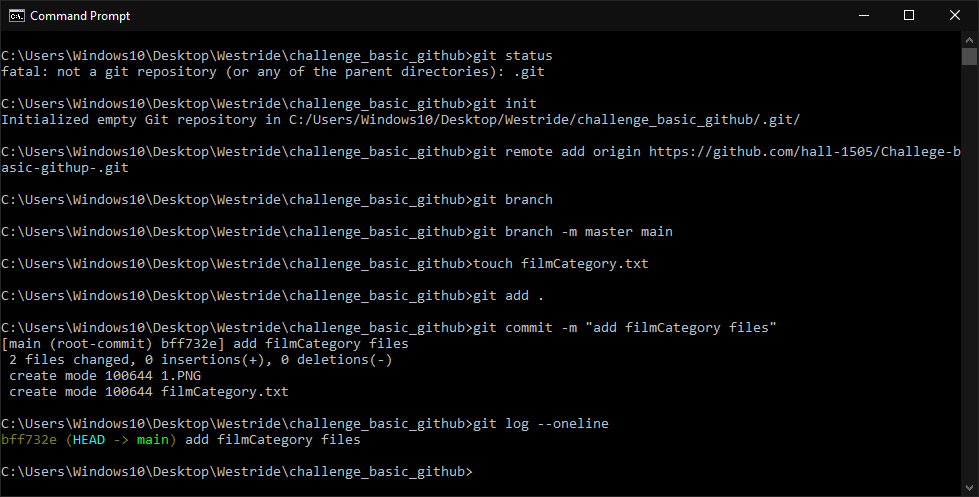 Command Prompt
C:\Users\Windows10\Desktop\Westride\challenge_basic_github>git status
fatal: not a git repository (or any of the parent directories): .git
C:\Users\Windows10\Desktop\Westride\challenge_basic_github>git init
Initialized empty Git repository in C:/Users/Windows10/Desktop/Westride/challenge_basic_github/.git/
C:\Users\Windows10\Desktop\Westride\challenge_basic_github>git remote add origin https://github.com/hall-1505/Challege-b
asic-githup-.git
C:\Users\Windows10\Desktop\Westride\challenge_basic_github>git branch
C:\Users\Windows10\Desktop\Westride\challenge_basic_github>git branch -m master main
C:\Users\Windows10\Desktop\Westride\challenge_basic_github>touch filmCategory.txt
C:\Users\Windows10\Desktop\Westride\challenge_basic_github>git add .
C:\Users\Windows10\Desktop\Westride\challenge_basic_github>git commit -m "add filmCategory files"
[main (root-commit) bff732e] add filmCategory files
 2 files changed, 0 insertions(+), 0 deletions(-)
 create mode 100644 1.PNG
 create mode 100644 filmCategory.txt
C:\Users\Windows10\Desktop\Westride\challenge_basic_github>git log --oneline
bff732e (HEAD -> main) add filmCategory files
C:\Users\Windows10\Desktop\Westride\challenge_basic_github>